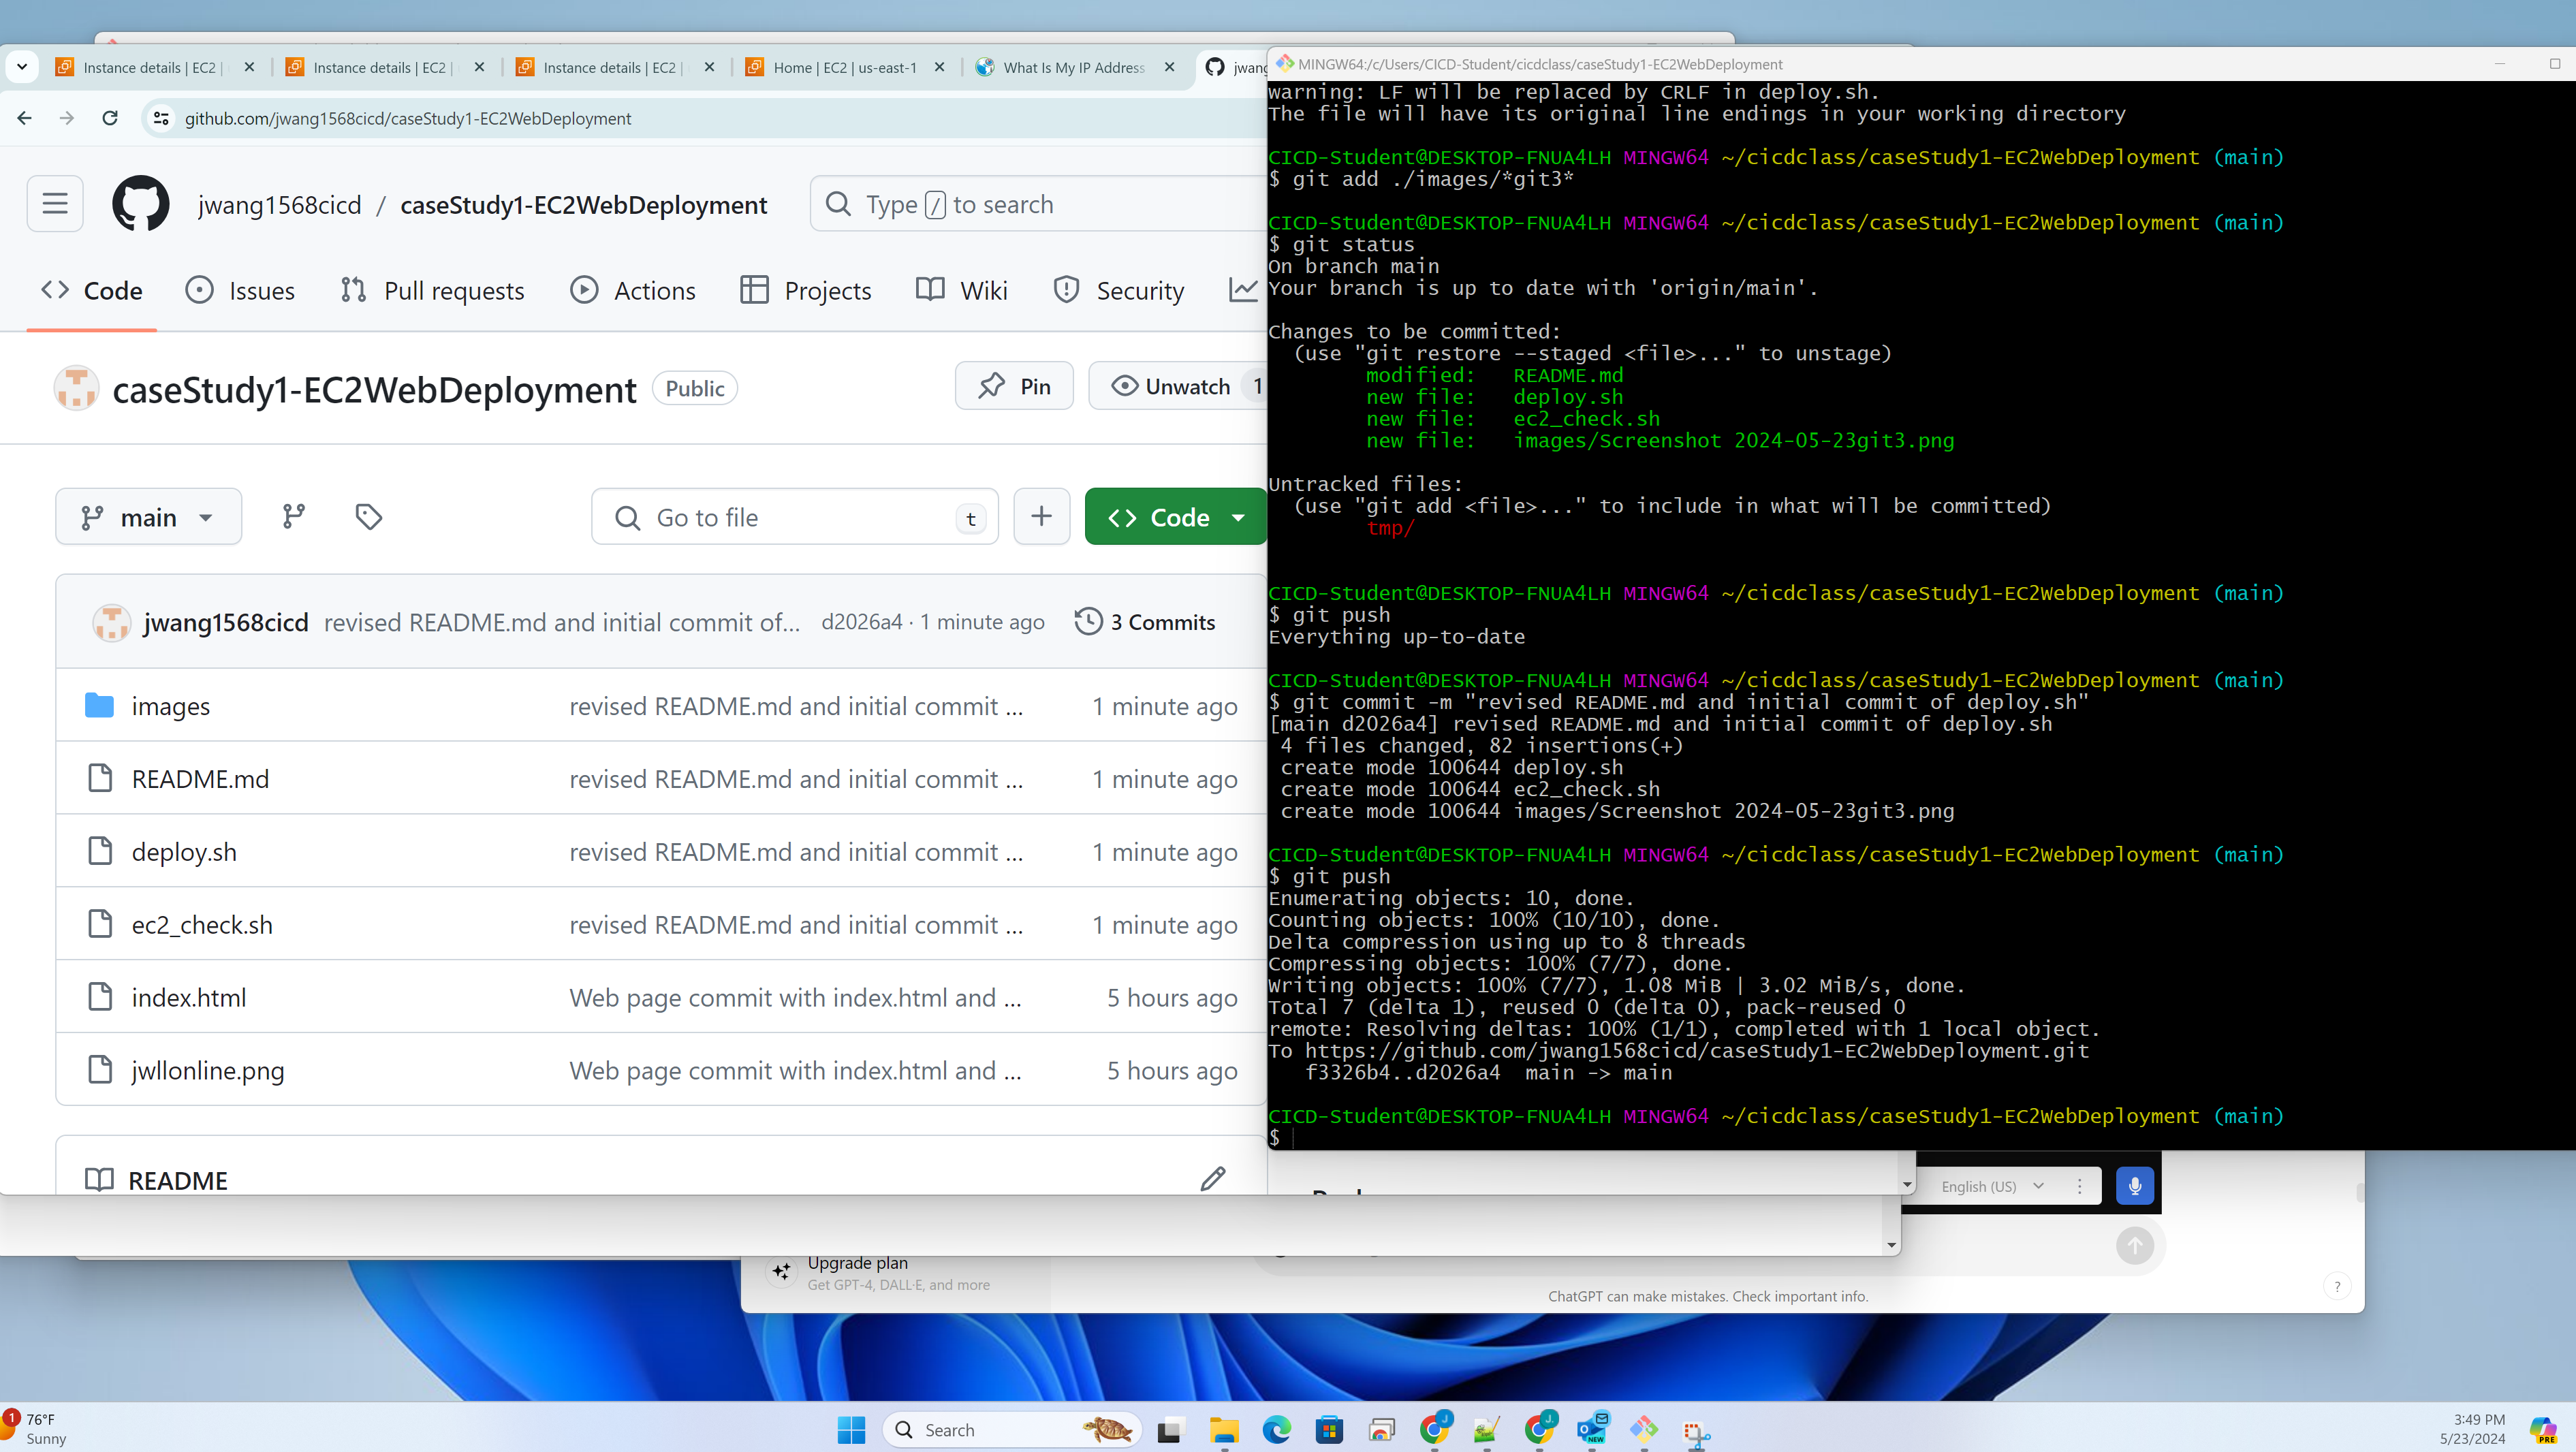 Instance details | EC2 |
Instance details | EC2 |
Instance details | EC2 |
Home | EC2 | us-east-1
What Is My IP Address
jwang
github.com/jwang1568cicd/caseStudy1-EC2WebDeployment
jwang1568cicd / caseStudy1-EC2WebDeployment
Type / to search
Code
Issues
Pull requests
Actions
Projects
Wiki
Security
caseStudy1-EC2WebDeployment
Public
Pin
Unwatch 1
main
Go to file
t
Code
jwang1568cicd revised README.md and initial commit of... d2026a4 · 1 minute ago 3 Commits
images revised README.md and initial commit ... 1 minute ago
README.md revised README.md and initial commit ... 1 minute ago
deploy.sh revised README.md and initial commit ... 1 minute ago
ec2_check.sh revised README.md and initial commit ... 1 minute ago
index.html Web page commit with index.html and ... 5 hours ago
jwllonline.png Web page commit with index.html and ... 5 hours ago
README
MINGW64:/c/Users/CICD-Student/cicdclass/caseStudy1-EC2WebDeployment
warning: LF will be replaced by CRLF in deploy.sh.
The file will have its original line endings in your working directory
CICD-Student@DESKTOP-FNUA4LH MINGW64 ~/cicdclass/caseStudy1-EC2WebDeployment (main)
$ git add ./images/*git3*
CICD-Student@DESKTOP-FNUA4LH MINGW64 ~/cicdclass/caseStudy1-EC2WebDeployment (main)
$ git status
On branch main
Your branch is up to date with 'origin/main'.
Changes to be committed:
(use "git restore --staged <file>..." to unstage)
modified: README.md
new file: deploy.sh
new file: ec2_check.sh
new file: images/Screenshot 2024-05-23git3.png
Untracked files:
(use "git add <file>..." to include in what will be committed)
tmp/
CICD-Student@DESKTOP-FNUA4LH MINGW64 ~/cicdclass/caseStudy1-EC2WebDeployment (main)
$ git push
Everything up-to-date
CICD-Student@DESKTOP-FNUA4LH MINGW64 ~/cicdclass/caseStudy1-EC2WebDeployment (main)
$ git commit -m "revised README.md and initial commit of deploy.sh"
[main d2026a4] revised README.md and initial commit of deploy.sh
4 files changed, 82 insertions(+)
create mode 100644 deploy.sh
create mode 100644 ec2_check.sh
create mode 100644 images/Screenshot 2024-05-23git3.png
CICD-Student@DESKTOP-FNUA4LH MINGW64 ~/cicdclass/caseStudy1-EC2WebDeployment (main)
$ git push
Enumerating objects: 10, done.
Counting objects: 100% (10/10), done.
Delta compression using up to 8 threads
Compressing objects: 100% (7/7), done.
Writing objects: 100% (7/7), 1.08 MiB | 3.02 MiB/s, done.
Total 7 (delta 1), reused 0 (delta 0), pack-reused 0
remote: Resolving deltas: 100% (1/1), completed with 1 local object.
To https://github.com/jwang1568cicd/caseStudy1-EC2WebDeployment.git
f3326b4..d2026a4 main -> main
CICD-Student@DESKTOP-FNUA4LH MINGW64 ~/cicdclass/caseStudy1-EC2WebDeployment (main)
$
English (US)
Upgrade plan
Get GPT-4, DALL·E, and more
ChatGPT can make mistakes. Check important info.
?
1
76°F
Sunny
Search
J
J.
NEW
3:49 PM
5/23/2024
PRE